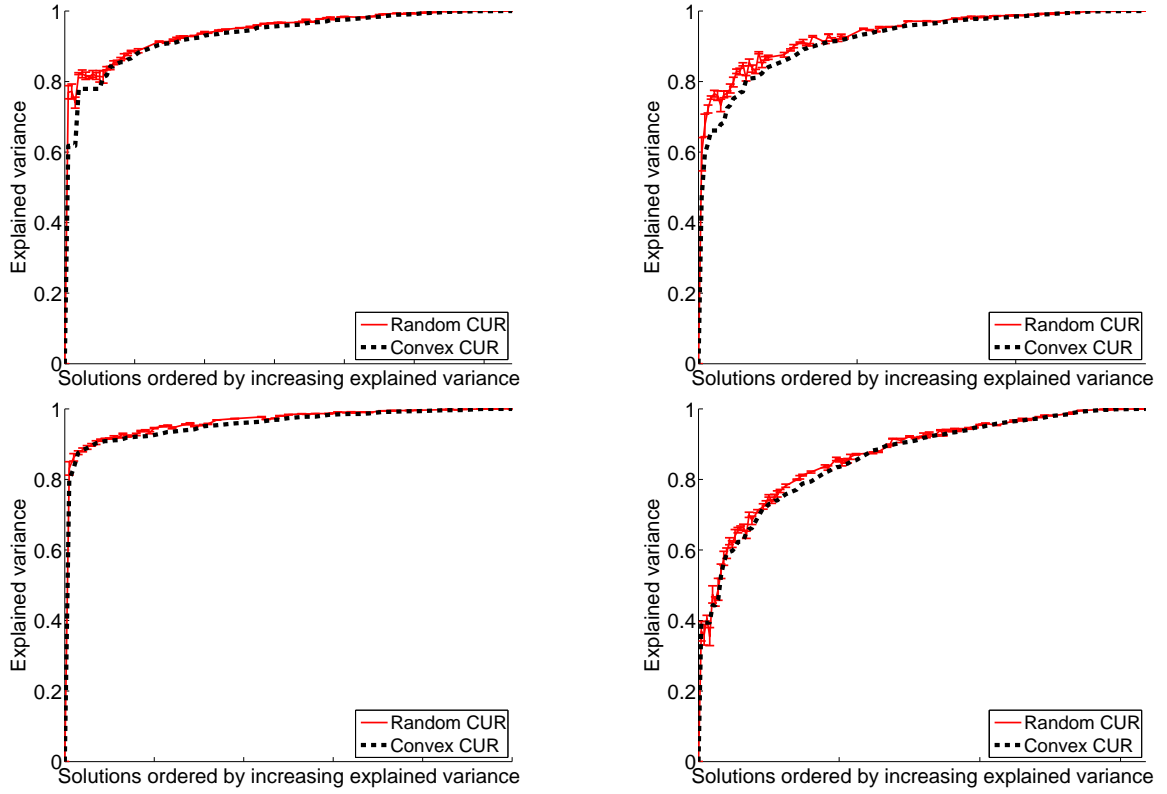 1
0.8
0.6
0.4
0.2
0
Explained variance
Random CUR
Convex CUR
Solutions ordered by increasing explained variance
1
0.8
0.6
0.4
0.2
0
Explained variance
Random CUR
Convex CUR
Solutions ordered by increasing explained variance
1
0.8
0.6
0.4
0.2
0
Explained variance
Random CUR
Convex CUR
Solutions ordered by increasing explained variance
1
0.8
0.6
0.4
0.2
0
Explained variance
Random CUR
Convex CUR
Solutions ordered by increasing explained variance